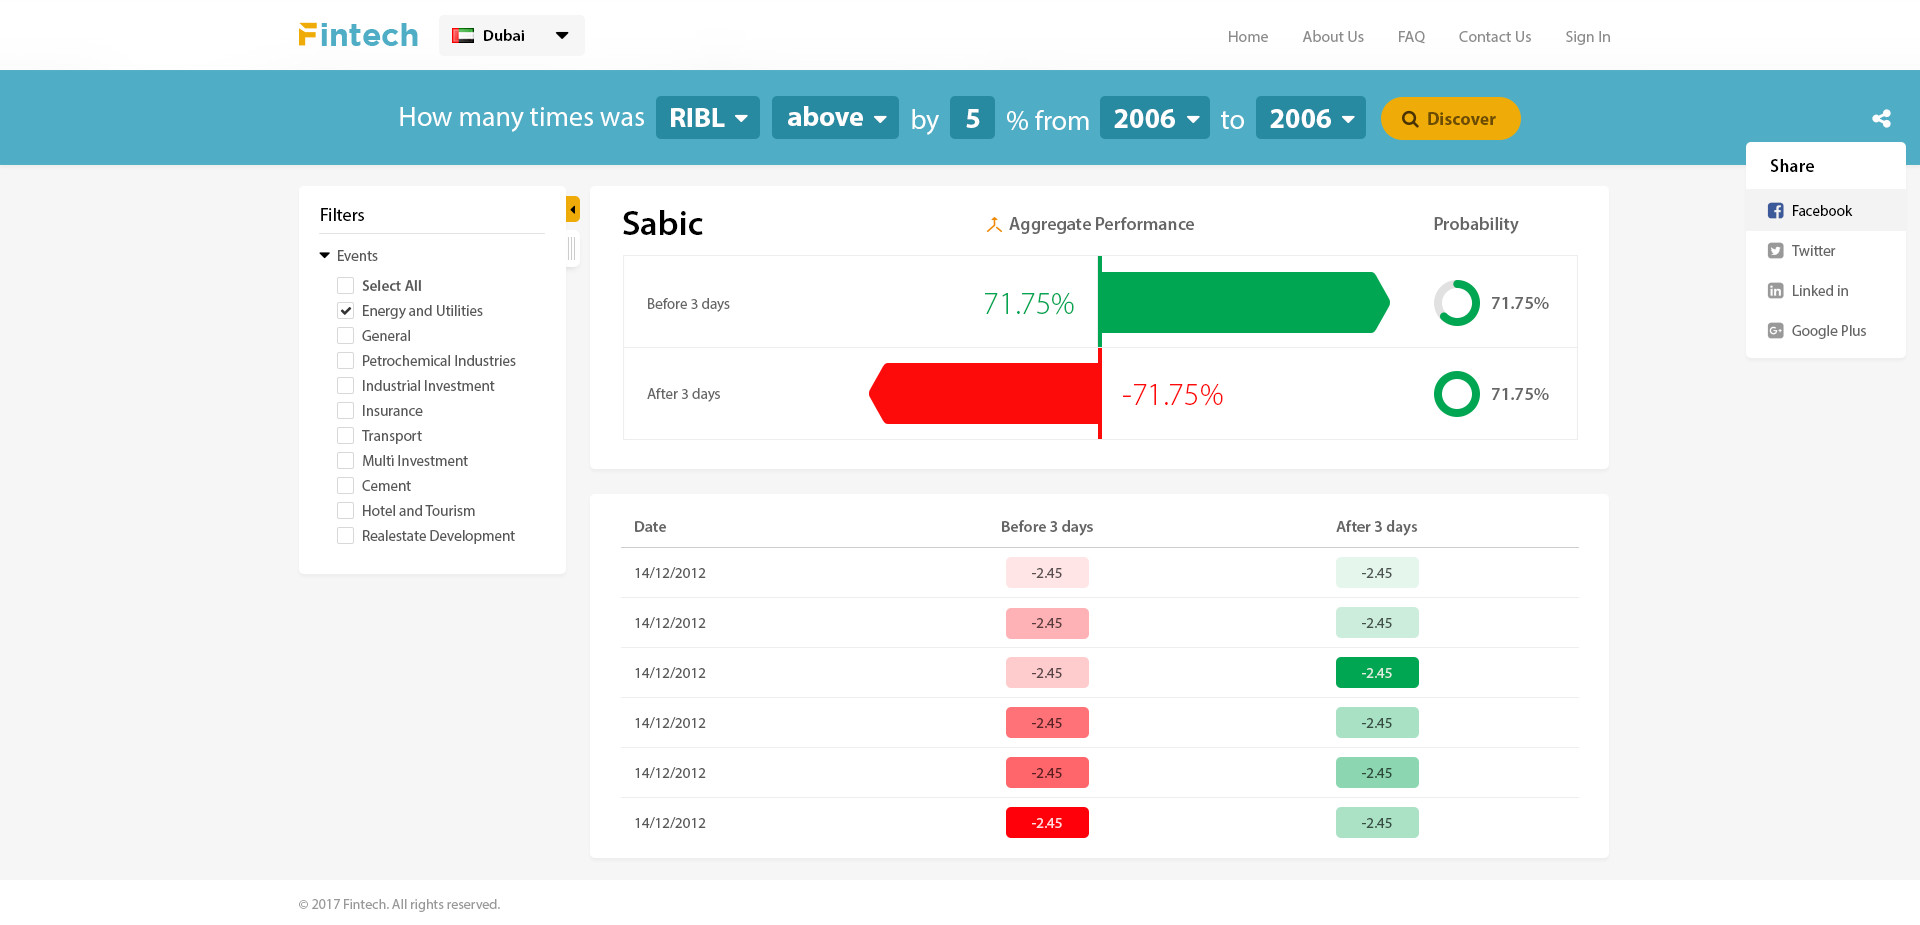 Fintech
Dubai
Home
About Us
FAQ
Contact Us
Sign In
How many times was RIBL above by 5 % from 2006 to 2006
Discover
Share
Facebook
Twitter
Linked in
Google Plus
Filters
Events
Select All
Energy and Utilities
General
Petrochemical Industries
Industrial Investment
Insurance
Transport
Multi Investment
Cement
Hotel and Tourism
Realestate Development
Sabic
Aggregate Performance
Probability
Before 3 days
71.75%
71.75%
After 3 days
-71.75%
71.75%
Date Before 3 days After 3 days
14/12/2012 -2.45 -2.45
14/12/2012 -2.45 -2.45
14/12/2012 -2.45 -2.45
14/12/2012 -2.45 -2.45
14/12/2012 -2.45 -2.45
14/12/2012 -2.45 -2.45
© 2017 Fintech. All rights reserved.